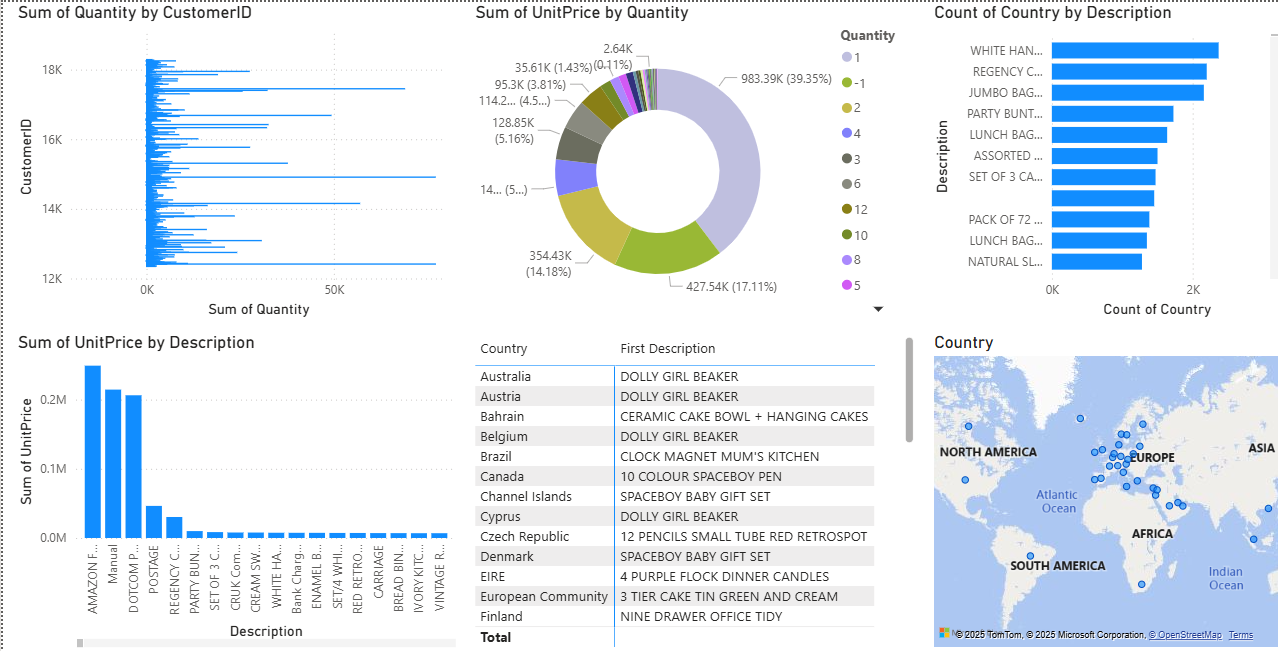 Sum of Quantity by CustomerID
18K
16K
14K
12K
CustomerID
0K 50K
Sum of Quantity
Sum of UnitPrice by Quantity
2.64K
(0.11%)
35.61K (1.43%)
95.3K (3.81%)
114.2... (4.5...)
128.85K
(5.16%)
14... (5...)
354.43K
(14.18%)
427.54K (17.11%)
983.39K (39.35%)
Quantity
1
-1
2
4
3
6
12
10
8
5
Count of Country by Description
WHITE HAN...
REGENCY C...
JUMBO BAG...
PARTY BUNT...
LUNCH BAG...
ASSORTED ...
SET OF 3 CA...
PACK OF 72 ...
LUNCH BAG...
NATURAL SL...
Description
0K 2K
Count of Country
Sum of UnitPrice by Description
0.2M
0.1M
0.0M
Sum of UnitPrice
AMAZON F...
Manual
DOTCOM P...
POSTAGE
REGENCY C...
PARTY BUN...
SET OF 3 C...
CRUK Com...
CREAM SW...
WHITE HA...
Bank Charg...
ENAMEL B...
SET/4 WHI...
RED RETRO...
CARRIAGE
BREAD BIN...
IVORY KITC...
VINTAGE R...
Description
Country First Description
Australia DOLLY GIRL BEAKER
Austria DOLLY GIRL BEAKER
Bahrain CERAMIC CAKE BOWL + HANGING CAKES
Belgium DOLLY GIRL BEAKER
Brazil CLOCK MAGNET MUM'S KITCHEN
Canada 10 COLOUR SPACEBOY PEN
Channel Islands SPACEBOY BABY GIFT SET
Cyprus DOLLY GIRL BEAKER
Czech Republic 12 PENCILS SMALL TUBE RED RETROSPOT
Denmark SPACEBOY BABY GIFT SET
EIRE 4 PURPLE FLOCK DINNER CANDLES
European Community 3 TIER CAKE TIN GREEN AND CREAM
Finland NINE DRAWER OFFICE TIDY
Total
Country
NORTH AMERICA
EUROPE
ASIA
Atlantic
Ocean
AFRICA
SOUTH AMERICA
Indian
Ocean
© 2025 TomTom, © 2025 Microsoft Corporation, © OpenStreetMap Terms